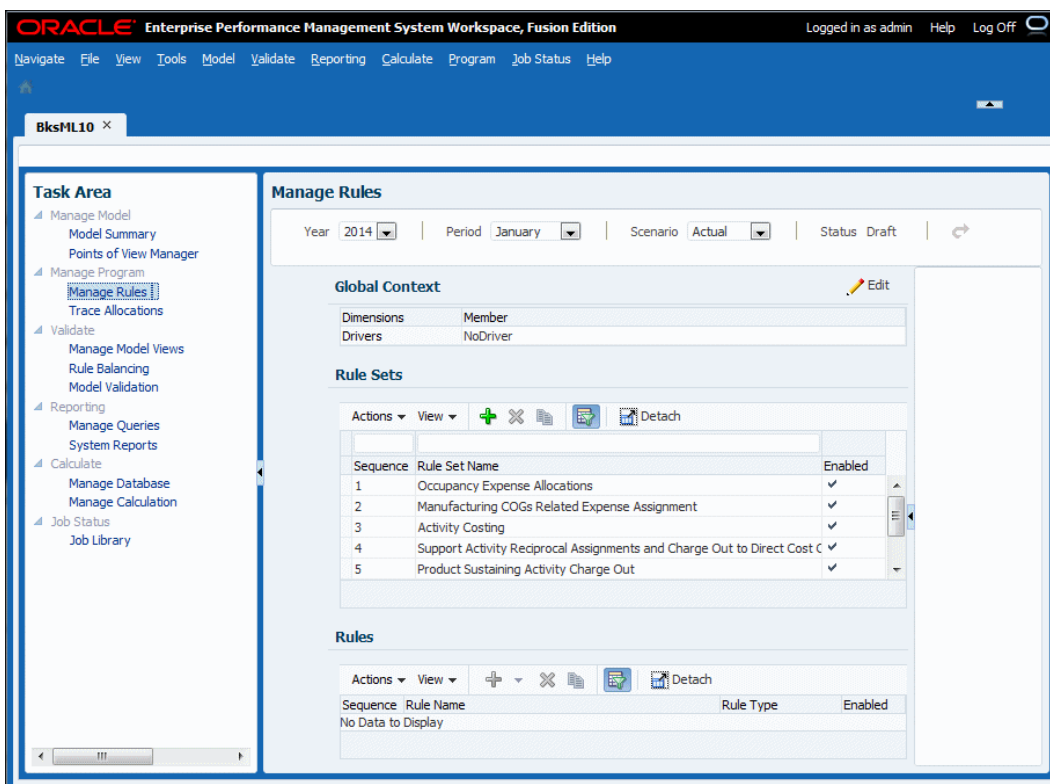 ORACLE Enterprise Performance Management System Workspace, Fusion Edition Logged in as admin Help Log Off
Navigate File View Tools Model Validate Reporting Calculate Program Job Status Help
BksML10 ×
Task Area
Manage Model
Model Summary
Points of View Manager
Manage Program
Manage Rules
Trace Allocations
Validate
Manage Model Views
Rule Balancing
Model Validation
Reporting
Manage Queries
System Reports
Calculate
Manage Database
Manage Calculation
Job Status
Job Library
Manage Rules
Year 2014 Period January Scenario Actual Status Draft
Global Context Edit
Dimensions Member
Drivers NoDriver
Rule Sets
Actions View Detach
Sequence Rule Set Name Enabled
1 Occupancy Expense Allocations
2 Manufacturing COGs Related Expense Assignment
3 Activity Costing
4 Support Activity Reciprocal Assignments and Charge Out to Direct Cost C
5 Product Sustaining Activity Charge Out
Rules
Actions View Detach
Sequence Rule Name Rule Type Enabled
No Data to Display